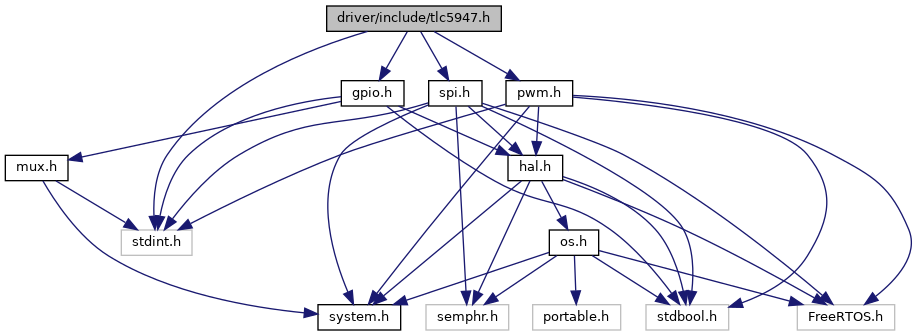 driver/include/tlc5947.h
gpio.h
spi.h
pwm.h
mux.h
hal.h
stdint.h
os.h
system.h
semphr.h
portable.h
stdbool.h
FreeRTOS.h